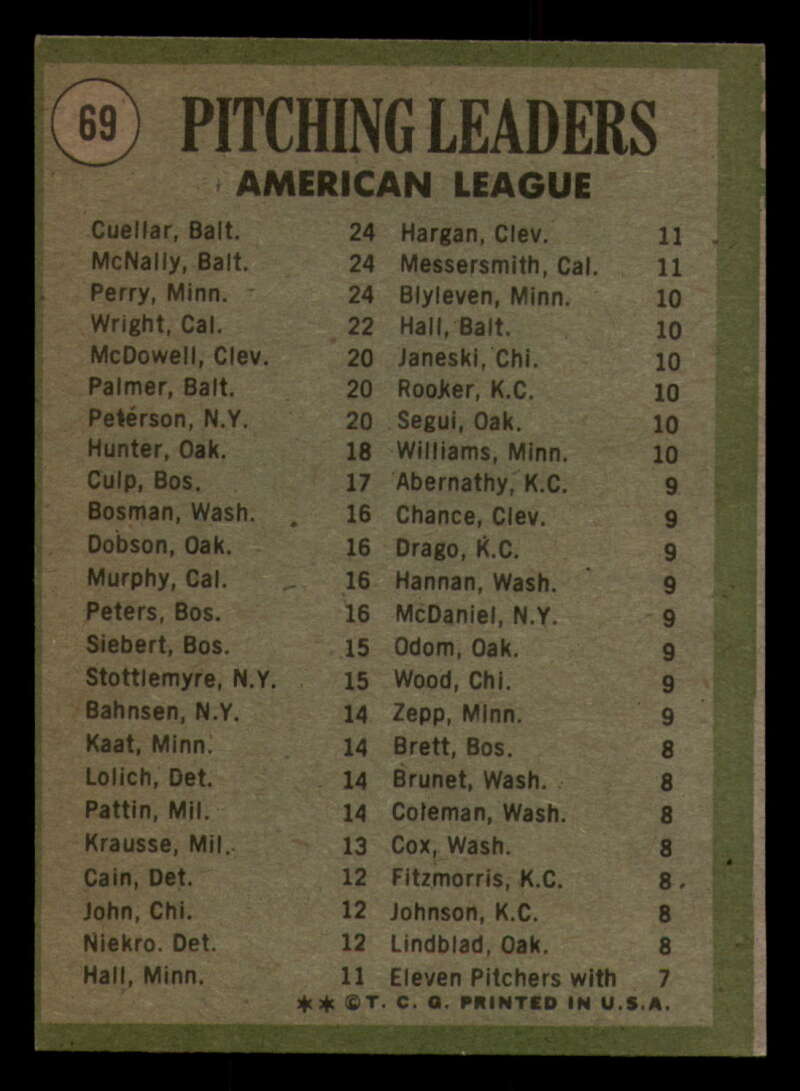 69
PITCHING LEADERS
AMERICAN LEAGUE
Cuellar, Balt. 24
McNally, Balt. 24
Perry, Minn. 24
Wright, Cal. 22
McDowell, Clev. 20
Palmer, Balt. 20
Peterson, N.Y. 20
Hunter, Oak. 18
Culp, Bos. 17
Bosman, Wash. 16
Dobson, Oak. 16
Murphy, Cal. 16
Peters, Bos. 16
Siebert, Bos. 15
Stottlemyre, N.Y. 15
Bahnsen, N.Y. 14
Kaat, Minn. 14
Lolich, Det. 14
Pattin, Mil. 14
Krausse, Mil. 13
Cain, Det. 12
John, Chi. 12
Niekro. Det. 12
Hall, Minn. 11
Hargan, Clev. 11
Messersmith, Cal. 11
Blyleven, Minn. 10
Hall, Balt. 10
Janeski, Chi. 10
Rooker, K.C. 10
Segui, Oak. 10
Williams, Minn. 10
Abernathy, K.C. 9
Chance, Clev. 9
Drago, K.C. 9
Hannan, Wash. 9
McDaniel, N.Y. 9
Odom, Oak. 9
Wood, Chi. 9
Zepp, Minn. 9
Brett, Bos. 8
Brunet, Wash. 8
Coleman, Wash. 8
Cox, Wash. 8
Fitzmorris, K.C. 8
Johnson, K.C. 8
Lindblad, Oak. 8
Eleven Pitchers with 7
**©T. C. G. PRINTED IN U.S.A.